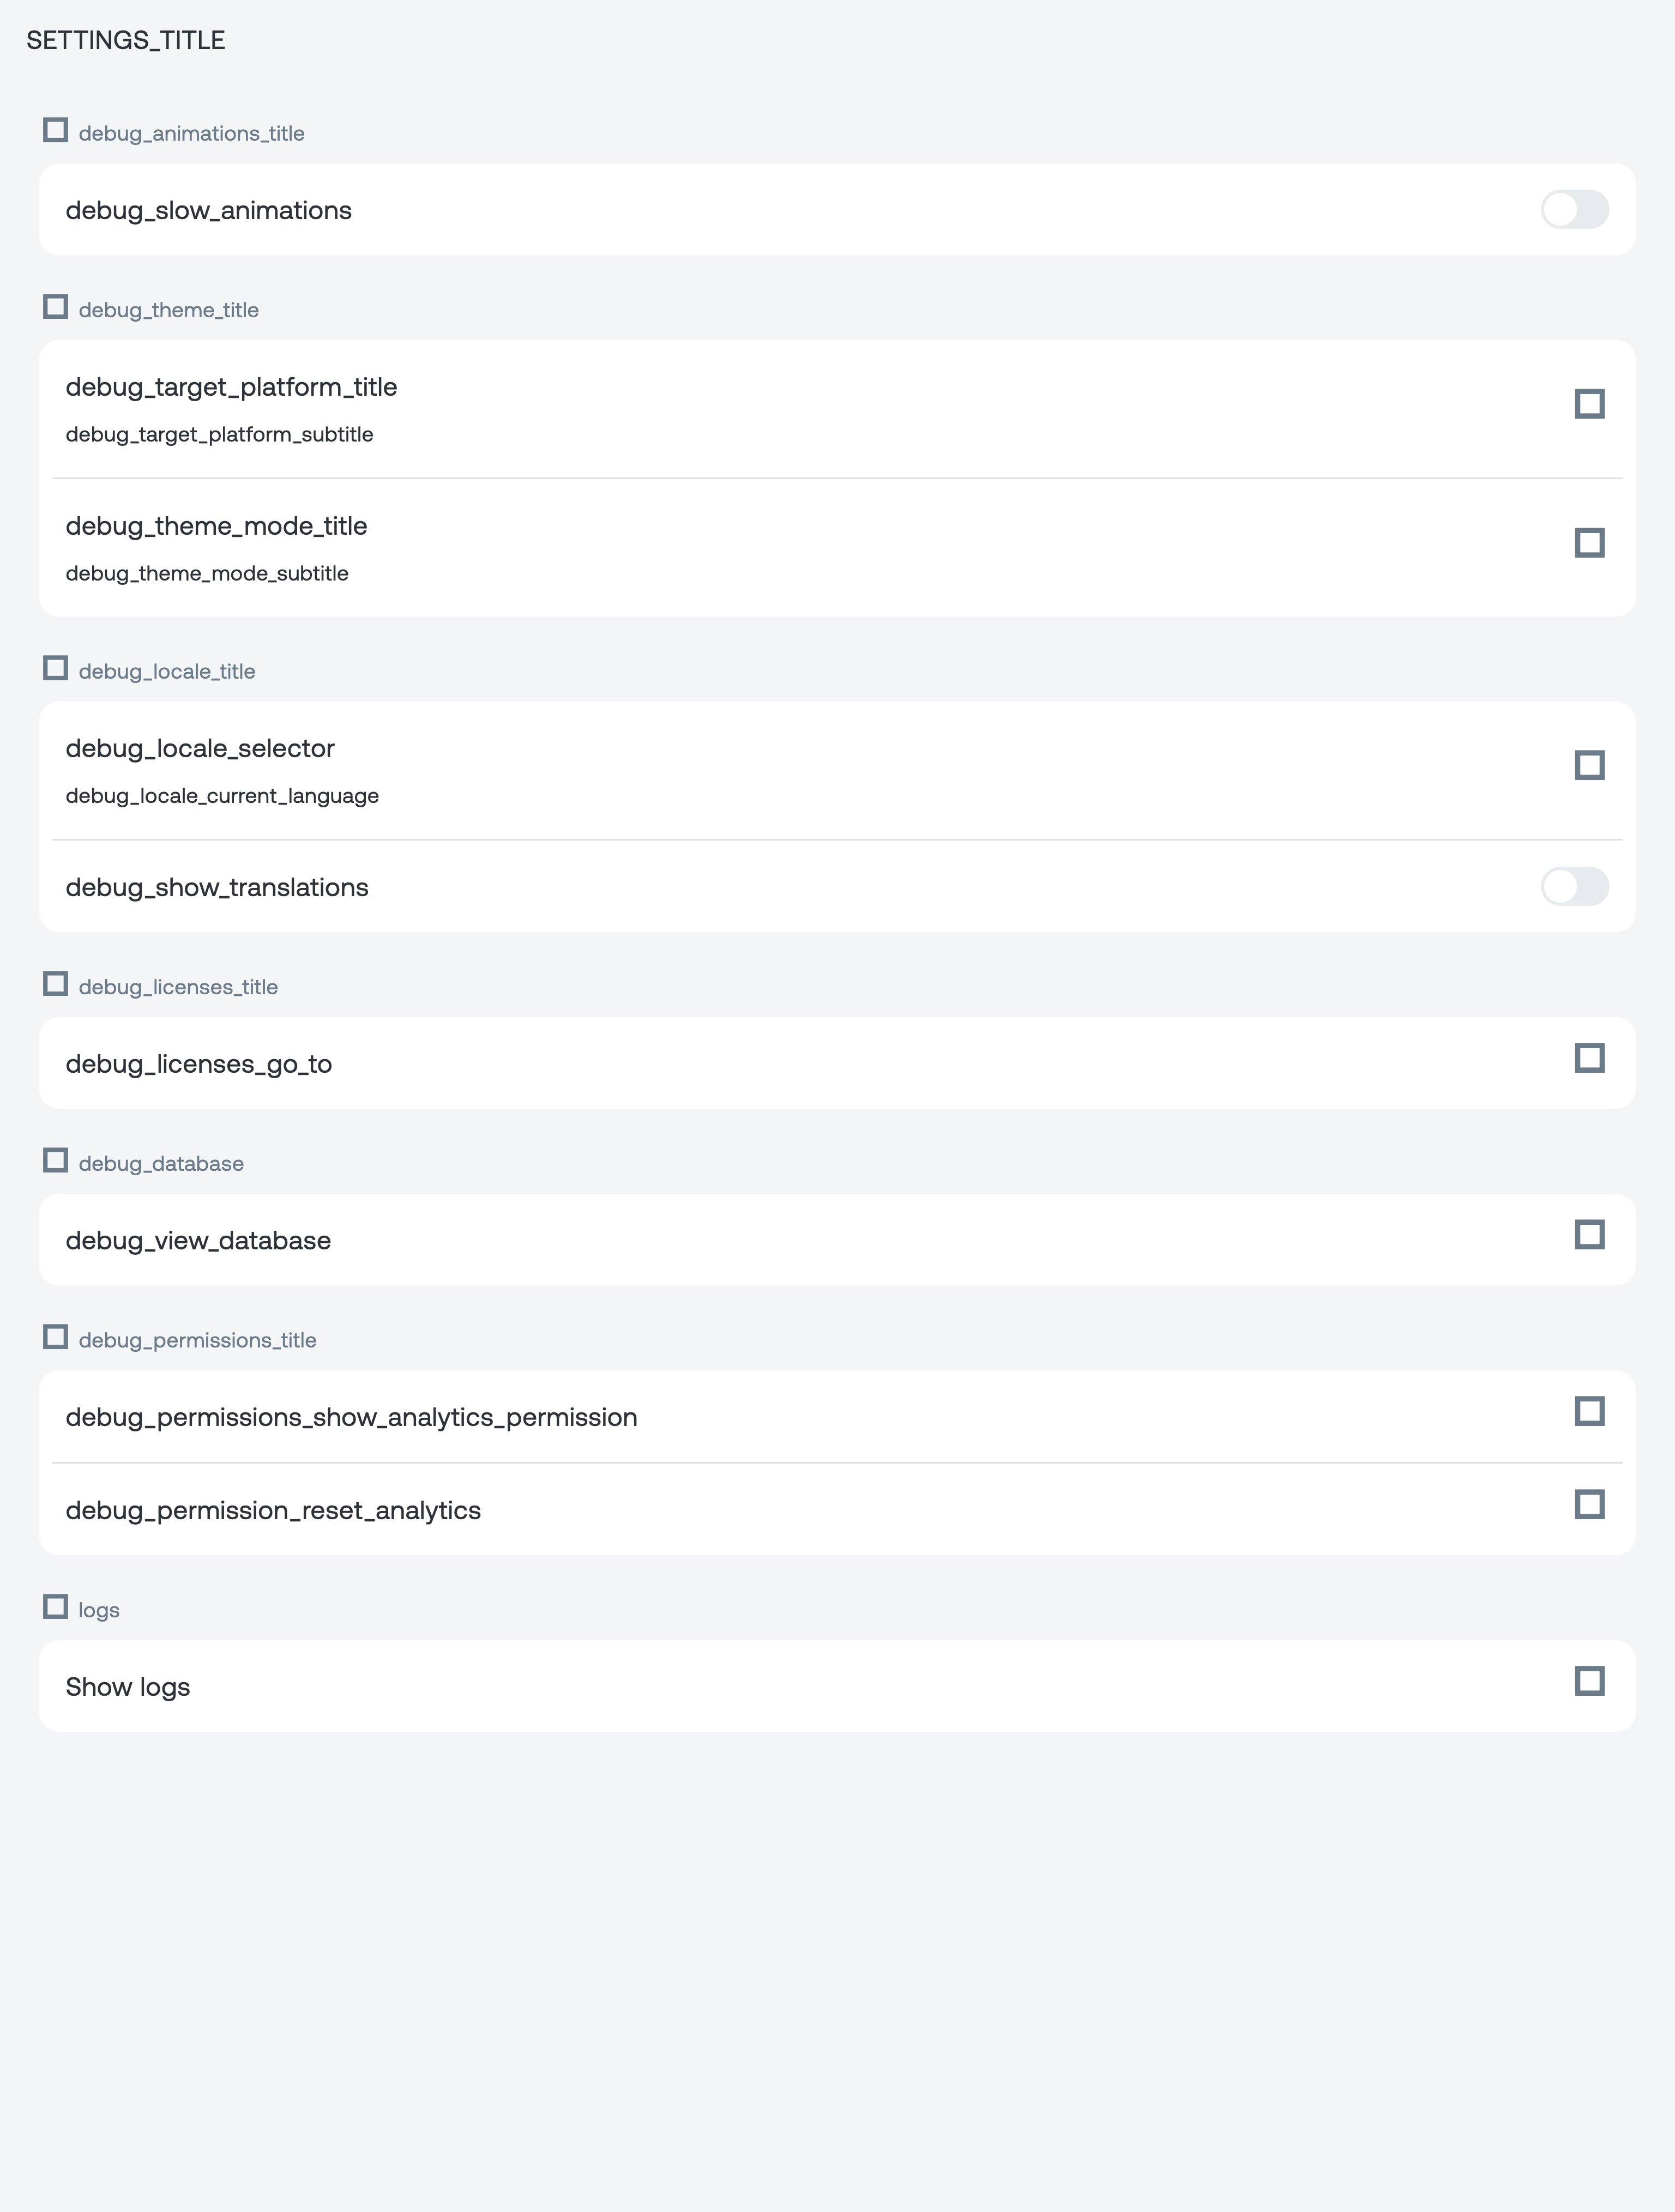 SETTINGS_TITLE
debug_animations_title
debug_slow_animations
debug_theme_title
debug_target_platform_title
debug_target_platform_subtitle
debug_theme_mode_title
debug_theme_mode_subtitle
debug_locale_title
debug_locale_selector
debug_locale_current_language
debug_show_translations
debug_licenses_title
debug_licenses_go_to
debug_database
debug_view_database
debug_permissions_title
debug_permissions_show_analytics_permission
debug_permission_reset_analytics
logs
Show logs